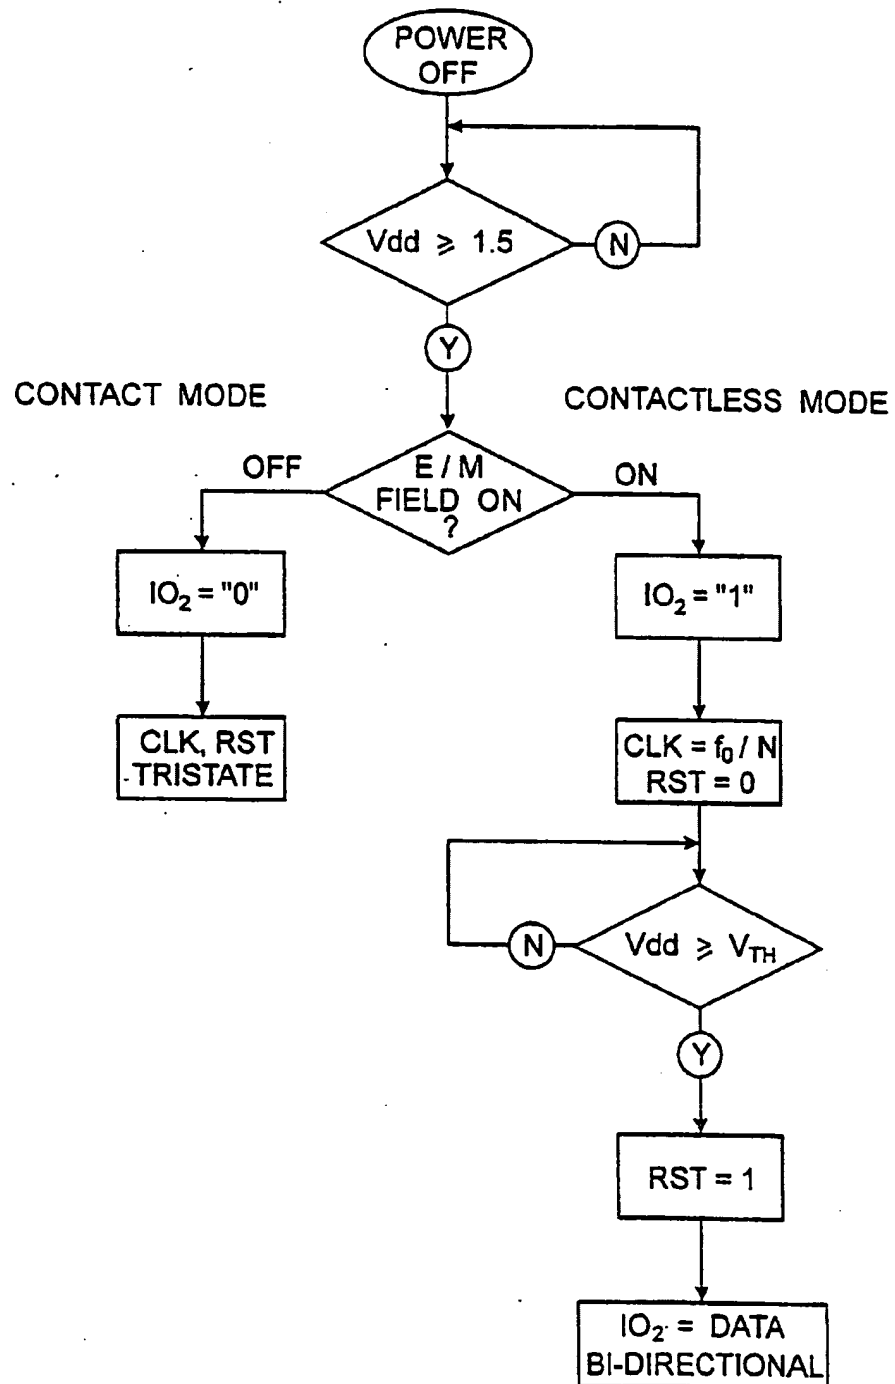 POWER
OFF
Vdd ⩾ 1.5
N
Y
CONTACT MODE
CONTACTLESS MODE
OFF
E / M
FIELD ON
?
ON
IO₂ = "0"
IO₂ = "1"
CLK, RST
TRISTATE
CLK = f₀ / N
RST = 0
N
Vdd ⩾ V_TH
Y
RST = 1
IO₂ = DATA
BI-DIRECTIONAL